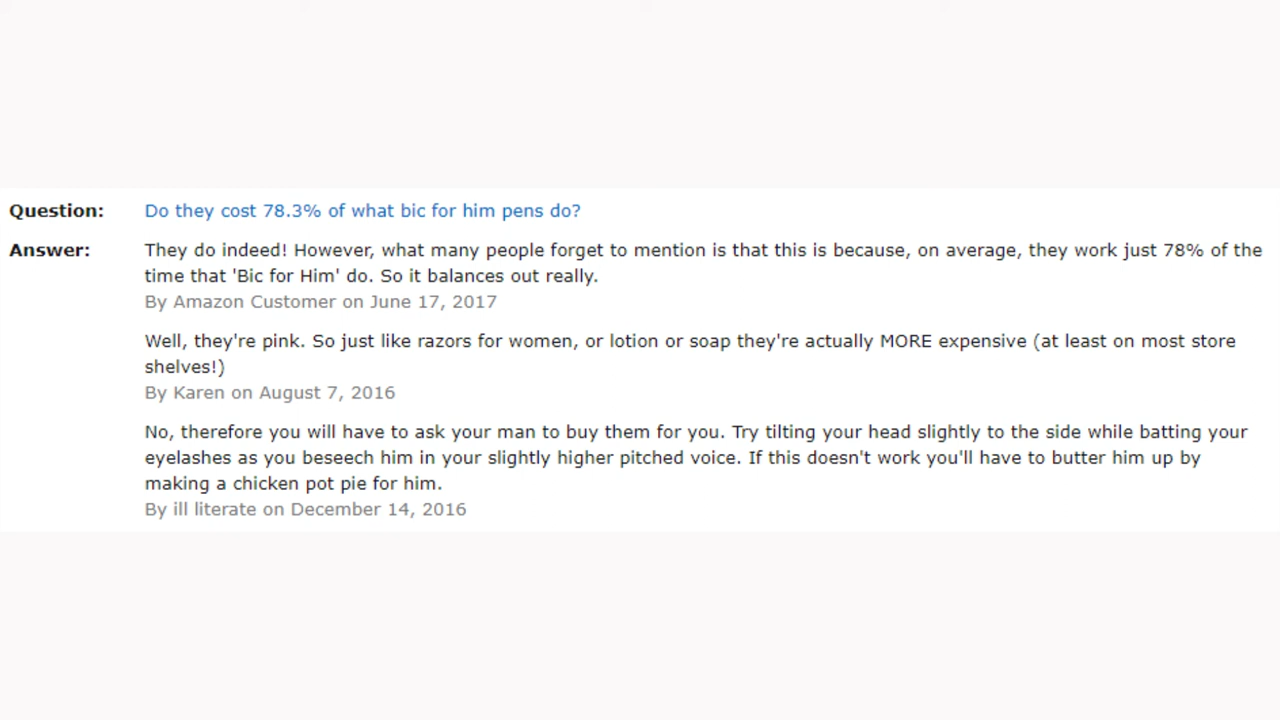 Question: Do they cost 78.3% of what bic for him pens do?
Answer: They do indeed! However, what many people forget to mention is that this is because, on average, they work just 78% of the
time that 'Bic for Him' do. So it balances out really.
By Amazon Customer on June 17, 2017
Well, they're pink. So just like razors for women, or lotion or soap they're actually MORE expensive (at least on most store
shelves!)
By Karen on August 7, 2016
No, therefore you will have to ask your man to buy them for you. Try tilting your head slightly to the side while batting your
eyelashes as you beseech him in your slightly higher pitched voice. If this doesn't work you'll have to butter him up by
making a chicken pot pie for him.
By ill literate on December 14, 2016